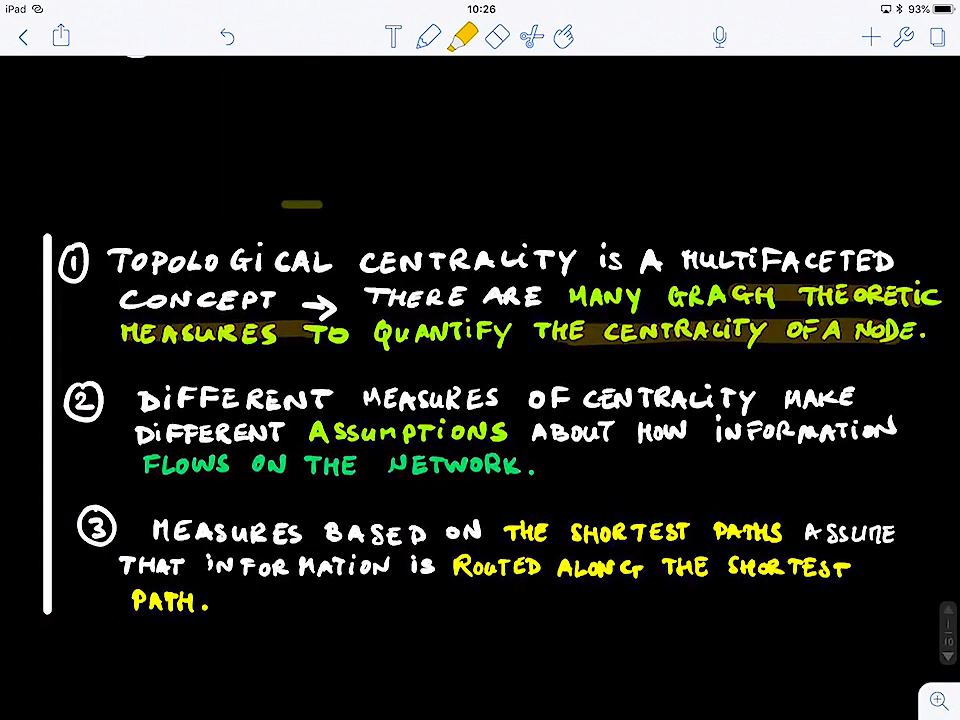 iPad 10:26 93%
T
① TOPOLOGICAL CENTRALITY IS A MULTIFACETED
CONCEPT → THERE ARE MANY GRAGH THEORETIC
MEASURES TO QUANTIFY THE CENTRALITY OF A NODE.
② DIFFERENT MEASURES OF CENTRALITY MAKE
DIFFERENT ASSUMPTIONS ABOUT HOW INFORMATION
FLOWS ON THE NETWORK.
③ MEASURES BASED ON THE SHORTEST PATHS ASSUME
THAT INFORMATION IS ROUTED ALONG THE SHORTEST
PATH.
1
10